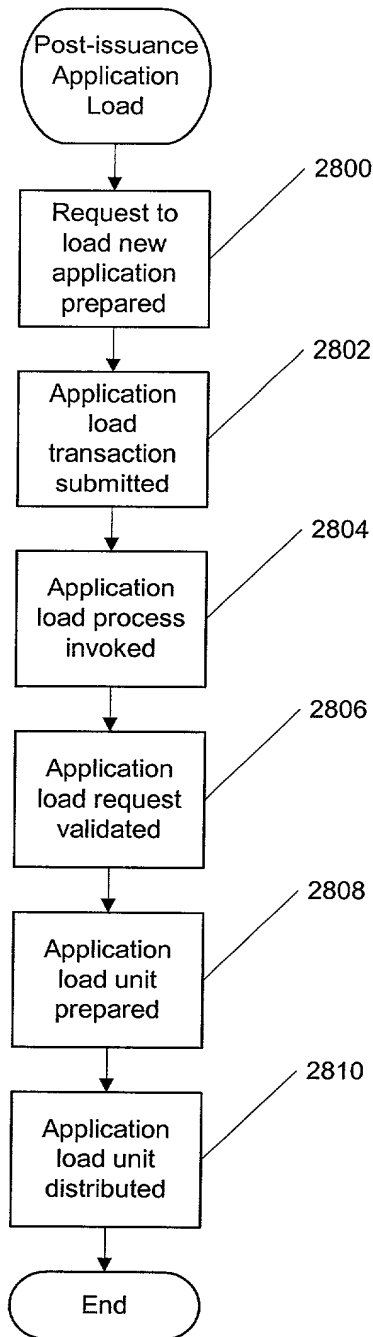 Post-issuance
Application
Load
2800
Request to
load new
application
prepared
2802
Application
load
transaction
submitted
2804
Application
load process
invoked
2806
Application
load request
validated
2808
Application
load unit
prepared
2810
Application
load unit
distributed
End